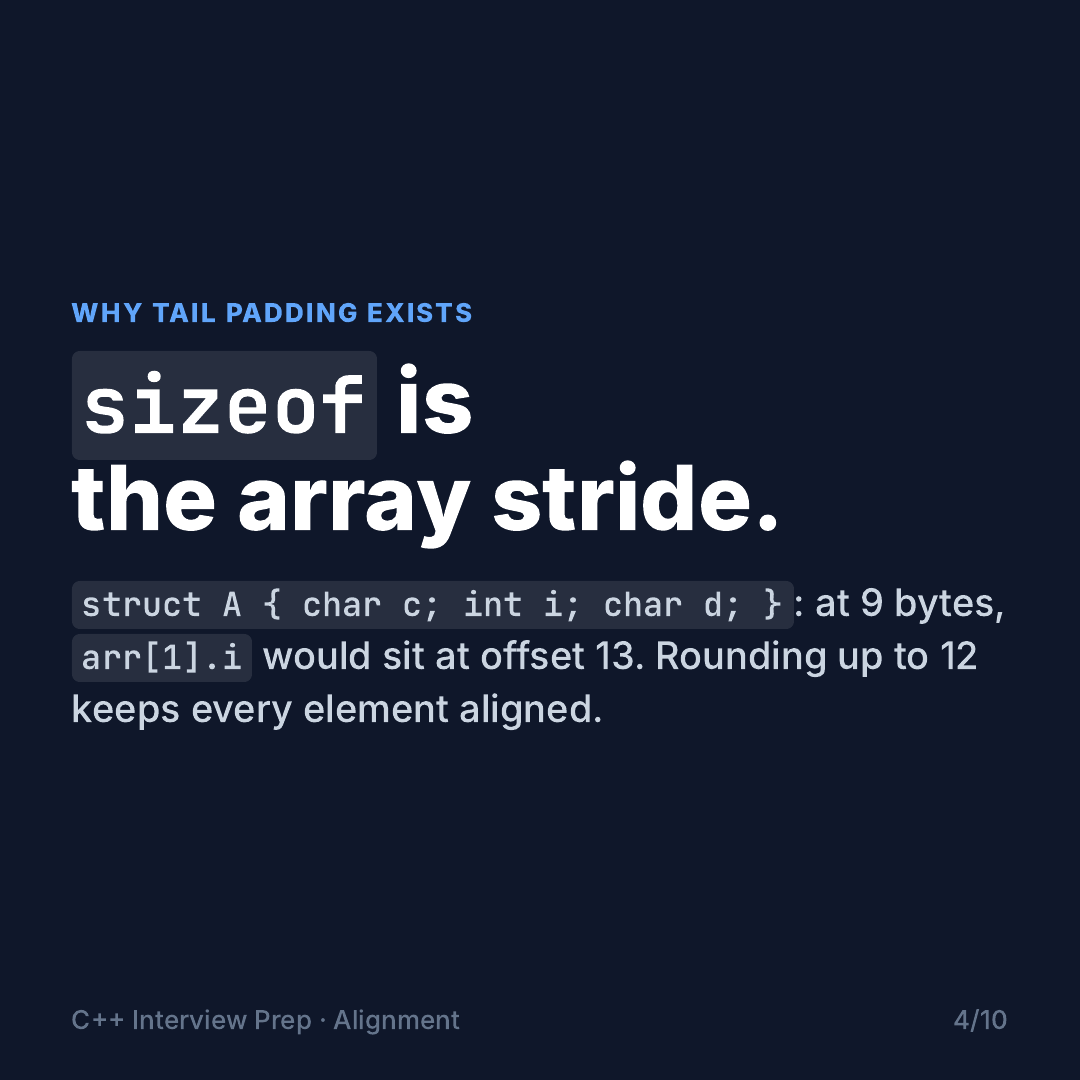 WHY TAIL PADDING EXISTS
sizeof is
the array stride.
struct A { char c; int i; char d; }: at 9 bytes,
arr[1].i would sit at offset 13. Rounding up to 12
keeps every element aligned.
C++ Interview Prep · Alignment
4/10